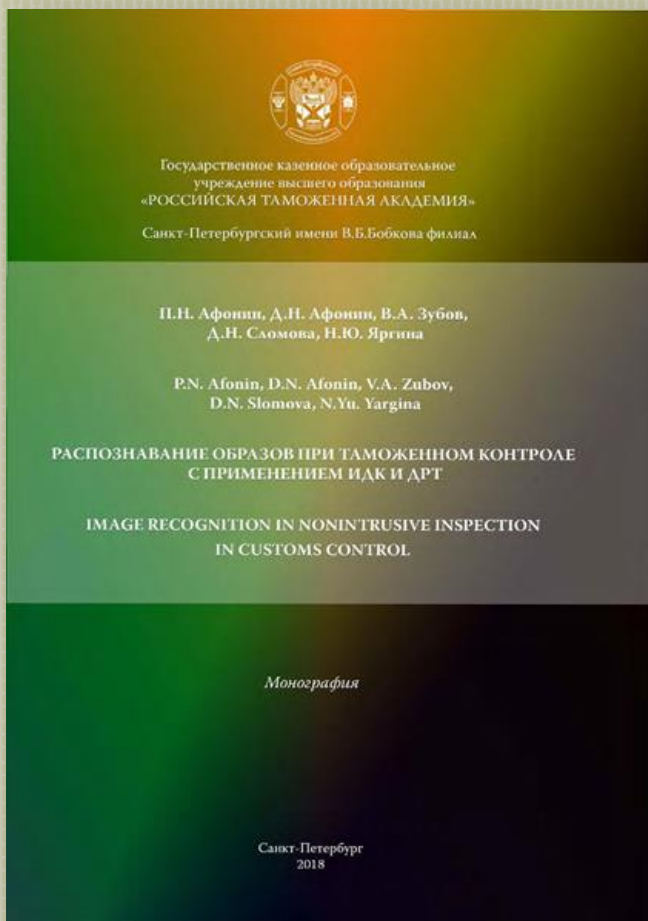 Государственное казенное образовательное
учреждение высшего образования
«РОССИЙСКАЯ ТАМОЖЕННАЯ АКАДЕМИЯ»
Санкт-Петербургский имени В.Б.Бобкова филиал
П.Н. Афонин, Д.Н. Афонин, В.А. Зубов,
Д.Н. Сломова, Н.Ю. Яргина
P.N. Afonin, D.N. Afonin, V.A. Zubov,
D.N. Slomova, N.Yu. Yargina
РАСПОЗНАВАНИЕ ОБРАЗОВ ПРИ ТАМОЖЕННОМ КОНТРОЛЕ
С ПРИМЕНЕНИЕМ ИДК И ДРТ
IMAGE RECOGNITION IN NONINTRUSIVE INSPECTION
IN CUSTOMS CONTROL
Монография
Санкт-Петербург
2018